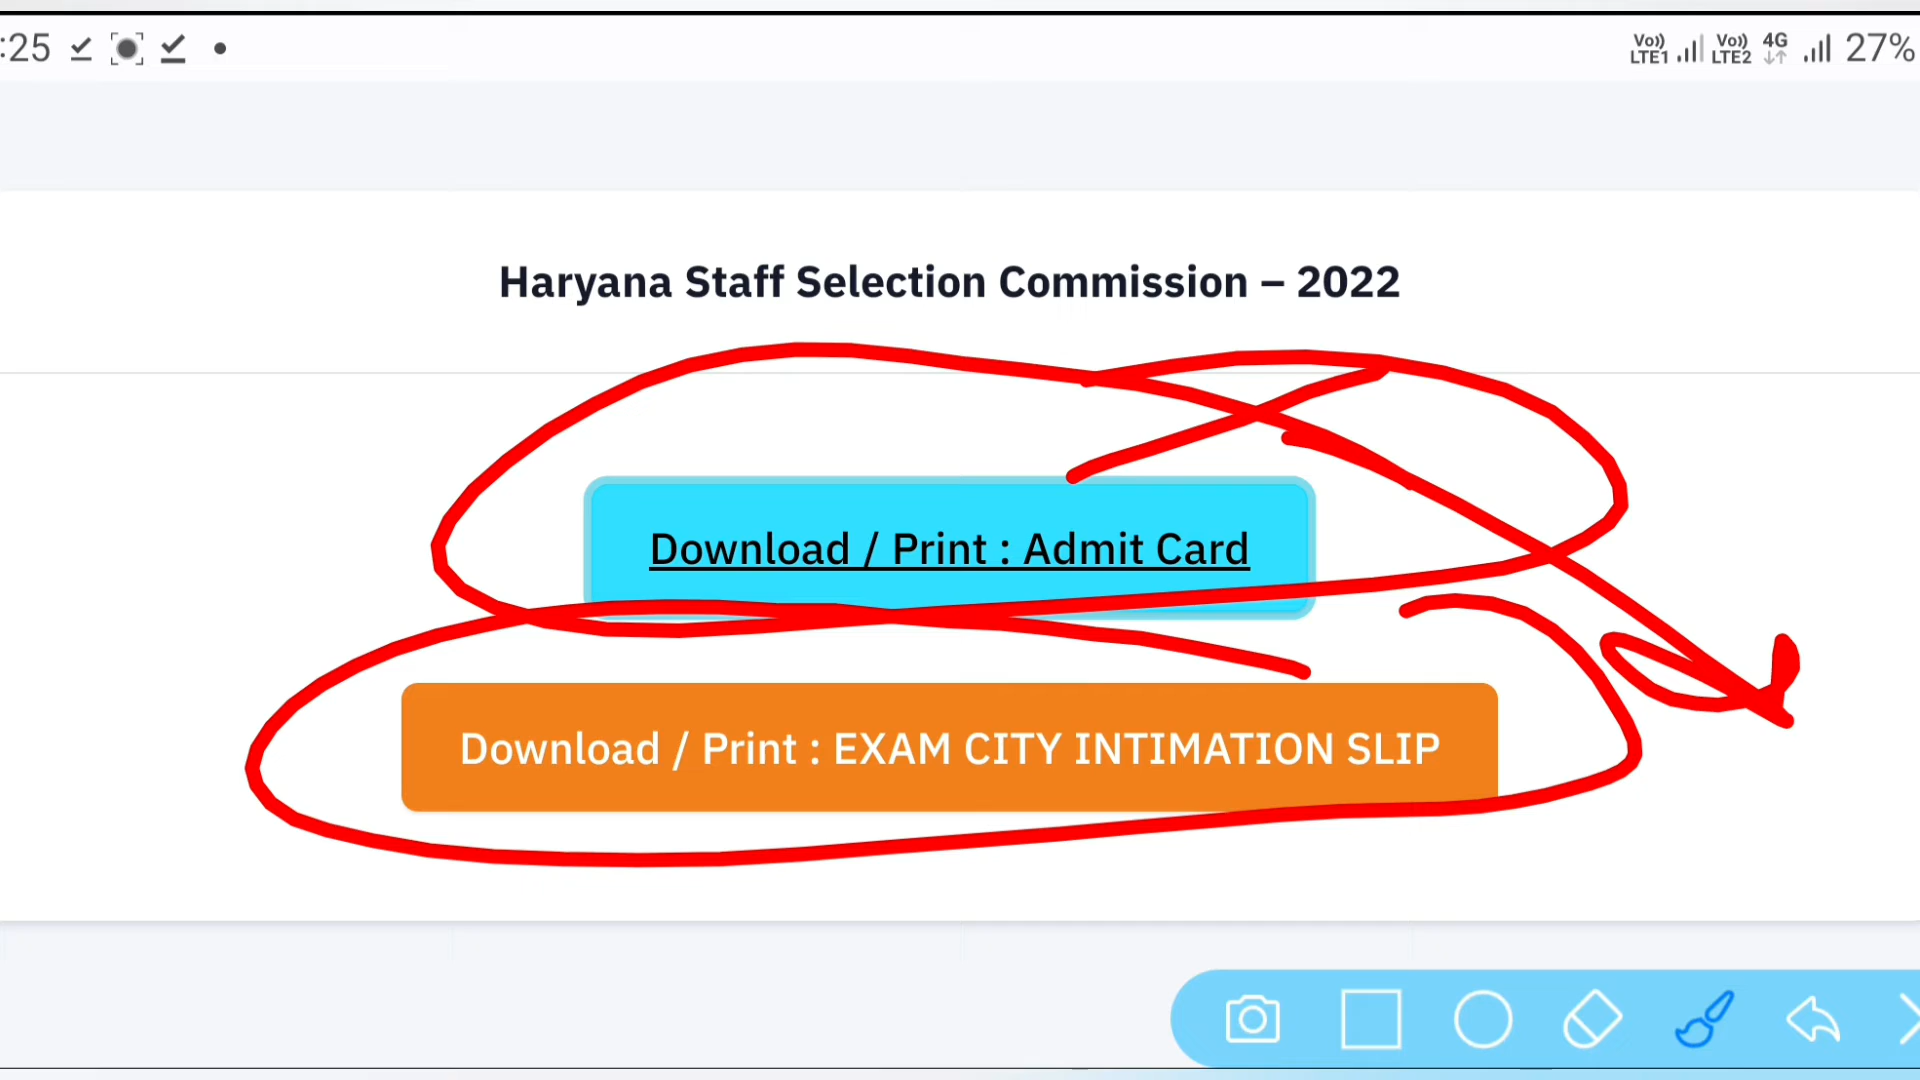 :25 Vo)) LTE1 Vo)) LTE2 4G 27%
Haryana Staff Selection Commission – 2022
Download / Print : Admit Card
Download / Print : EXAM CITY INTIMATION SLIP